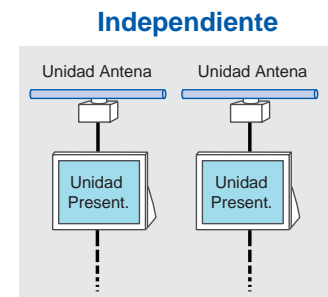 Independiente
Unidad Antena
Unidad Antena
Unidad
Present.
Unidad
Present.